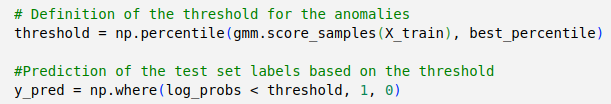 # Definition of the threshold for the anomalies
threshold = np.percentile(gmm.score_samples(X_train), best_percentile)
#Prediction of the test set labels based on the threshold
y_pred = np.where(log_probs < threshold, 1, 0)